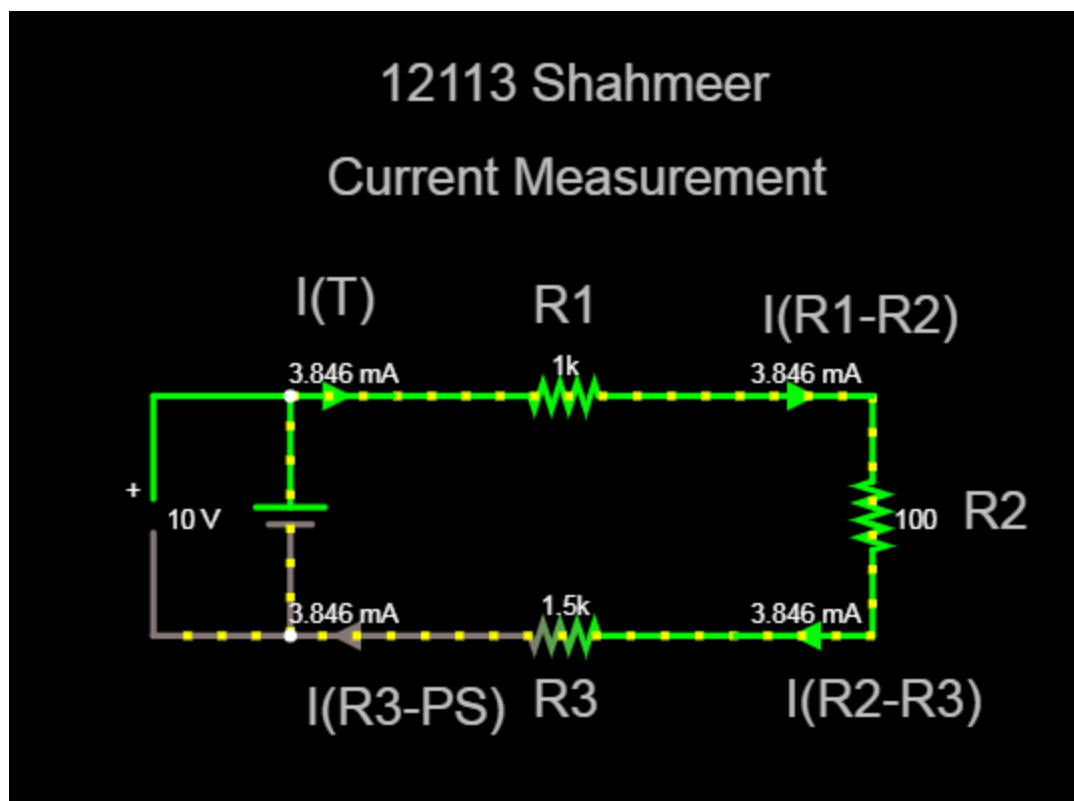 12113 Shahmeer
Current Measurement
I(T)
R1
I(R1-R2)
3.846 mA
1k
3.846 mA
+
10 V
100
R2
3.846 mA
1.5k
3.846 mA
I(R3-PS)
R3
I(R2-R3)